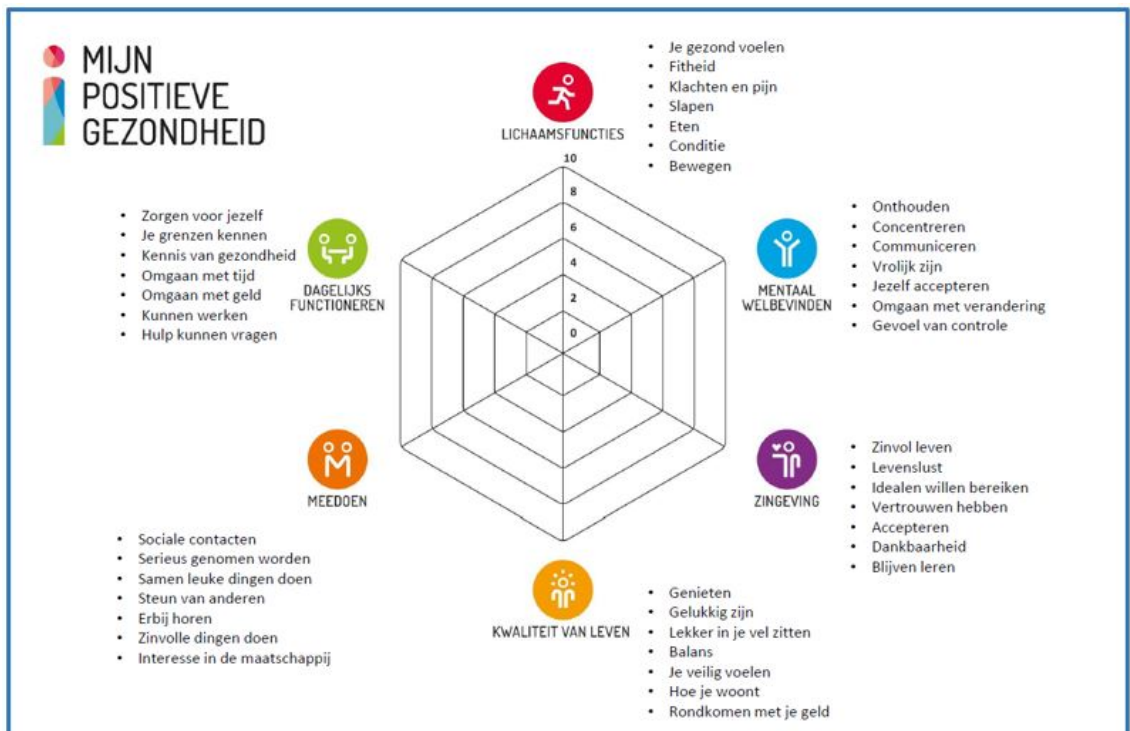 MIJN
POSITIEVE
GEZONDHEID
• Je gezond voelen
• Fitheid
• Klachten en pijn
• Slapen
• Eten
• Conditie
• Bewegen
LICHAAMSFUNCTIES
10
8
6
4
2
0
• Onthouden
• Concentreren
• Communiceren
• Vrolijk zijn
• Jezelf accepteren
• Omgaan met verandering
• Gevoel van controle
MENTAAL
WELBEVINDEN
• Zinvol leven
• Levenslust
• Idealen willen bereiken
• Vertrouwen hebben
• Accepteren
• Dankbaarheid
• Blijven leren
ZINGEVING
• Genieten
• Gelukkig zijn
• Lekker in je vel zitten
• Balans
• Je veilig voelen
• Hoe je woont
• Rondkomen met je geld
KWALITEIT VAN LEVEN
MEEDOEN
• Sociale contacten
• Serieus genomen worden
• Samen leuke dingen doen
• Steun van anderen
• Erbij horen
• Zinvolle dingen doen
• Interesse in de maatschappij
• Zorgen voor jezelf
• Je grenzen kennen
• Kennis van gezondheid
• Omgaan met tijd
• Omgaan met geld
• Kunnen werken
• Hulp kunnen vragen
DAGELIJKS
FUNCTIONEREN